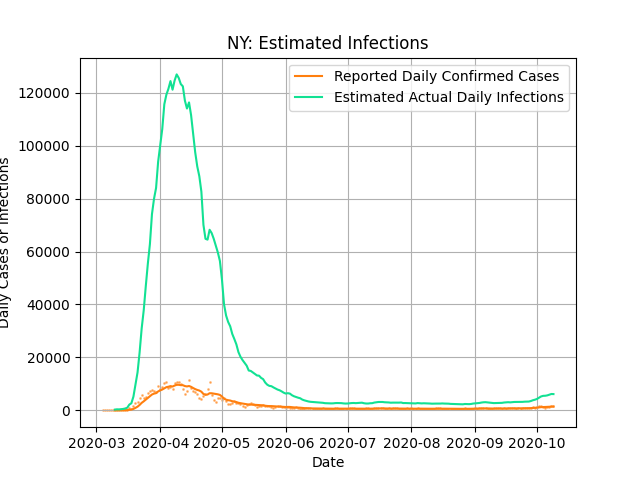 NY: Estimated Infections
Reported Daily Confirmed Cases
Estimated Actual Daily Infections
Daily Cases or Infections
120000
100000
80000
60000
40000
20000
0
2020-03 2020-04 2020-05 2020-06 2020-07 2020-08 2020-09 2020-10
Date